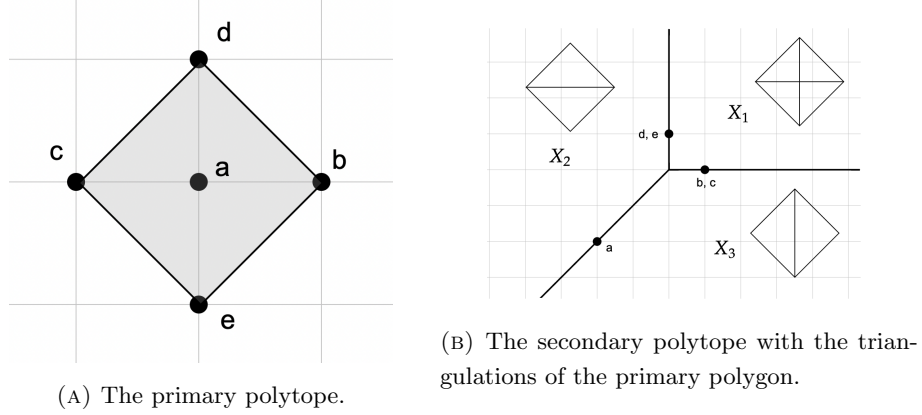 d
c
a
b
e
(A) The primary polytope.
X₁
d, e
X₂
b, c
a
X₃
(B) The secondary polytope with the trian-
gulations of the primary polygon.